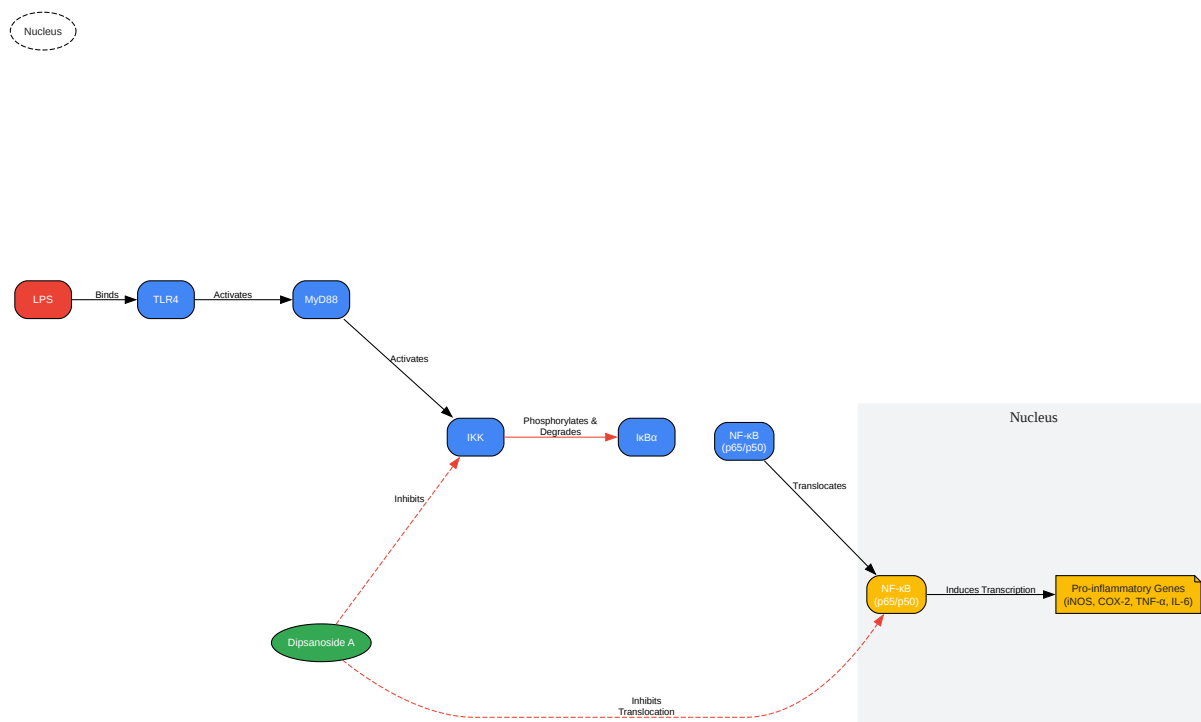 Nucleus
LPS
Binds
TLR4
Activates
MyD88
Activates
IKK
Phosphorylates &
Degrades
IκBα
NF-κB
(p65/p50)
Translocates
Nucleus
NF-κB
(p65/p50)
Induces Transcription
Pro-inflammatory Genes
(iNOS, COX-2, TNF-α, IL-6)
Inhibits
Dipsanoside A
Inhibits
Translocation